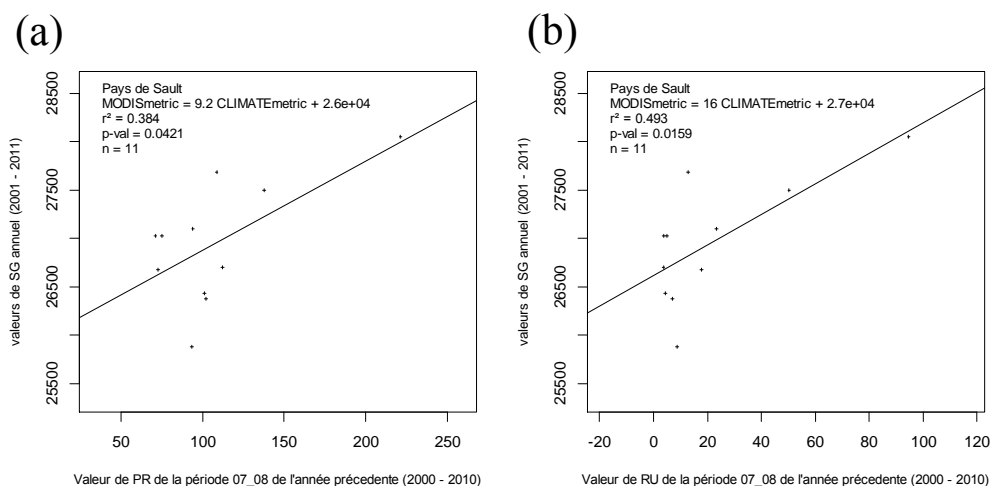 (a)
Pays de Sault
MODISmetric = 9.2 CLIMATEmetric + 2.6e+04
r² = 0.384
p-val = 0.0421
n = 11
valeurs de SG annuel (2001 - 2011)
28500
27500
26500
25500
50 100 150 200 250
Valeur de PR de la période 07_08 de l'année précedente (2000 - 2010)
(b)
Pays de Sault
MODISmetric = 16 CLIMATEmetric + 2.7e+04
r² = 0.493
p-val = 0.0159
n = 11
valeurs de SG annuel (2001 - 2011)
28500
27500
26500
25500
-20 0 20 40 60 80 100 120
Valeur de RU de la période 07_08 de l'année précedente (2000 - 2010)